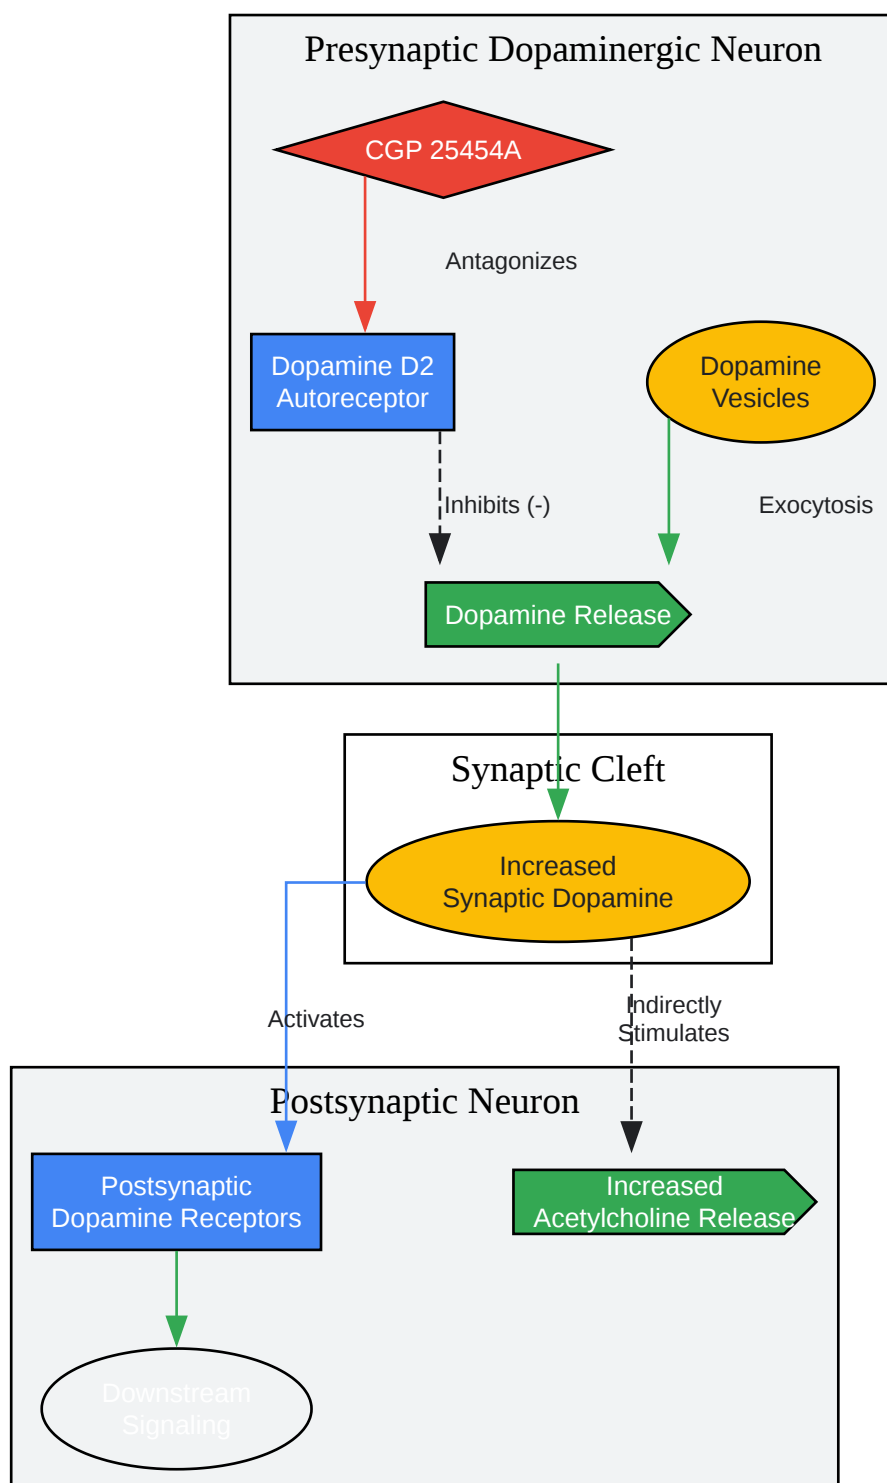 Presynaptic Dopaminergic Neuron
CGP 25454A
Antagonizes
Dopamine D2
Autoreceptor
Dopamine
Vesicles
Inhibits (-)
Exocytosis
Dopamine Release
Synaptic Cleft
Increased
Synaptic Dopamine
Activates
Indirectly
Stimulates
Postsynaptic Neuron
Postsynaptic
Dopamine Receptors
Increased
Acetylcholine Release
Downstream
Signaling